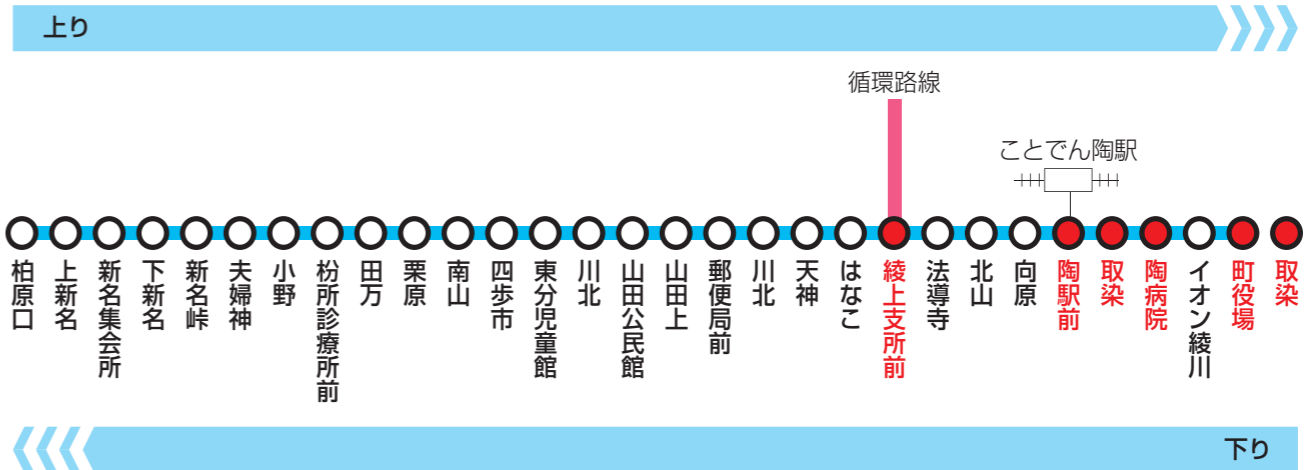 上り
循環路線
ことでん陶駅
柏原口
上新名
新名集会所
下新名
新名峠
夫婦神
小野
枌所診療所前
田万
栗原
南山
四歩市
東分児童館
川北
山田公民館
山田上
郵便局前
川北
天神
はなこ
綾上支所前
法導寺
北山
向原
陶駅前
取染
陶病院
イオン綾川
町役場
取染
下り